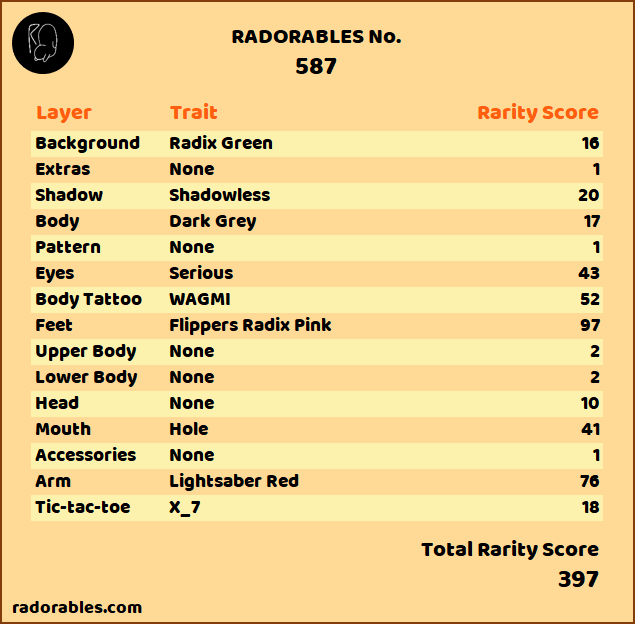 RADORABLES No.
587
Layer Trait Rarity Score
Background Radix Green 16
Extras None 1
Shadow Shadowless 20
Body Dark Grey 17
Pattern None 1
Eyes Serious 43
Body Tattoo WAGMI 52
Feet Flippers Radix Pink 97
Upper Body None 2
Lower Body None 2
Head None 10
Mouth Hole 41
Accessories None 1
Arm Lightsaber Red 76
Tic-tac-toe X_7 18
Total Rarity Score
397
radorables.com